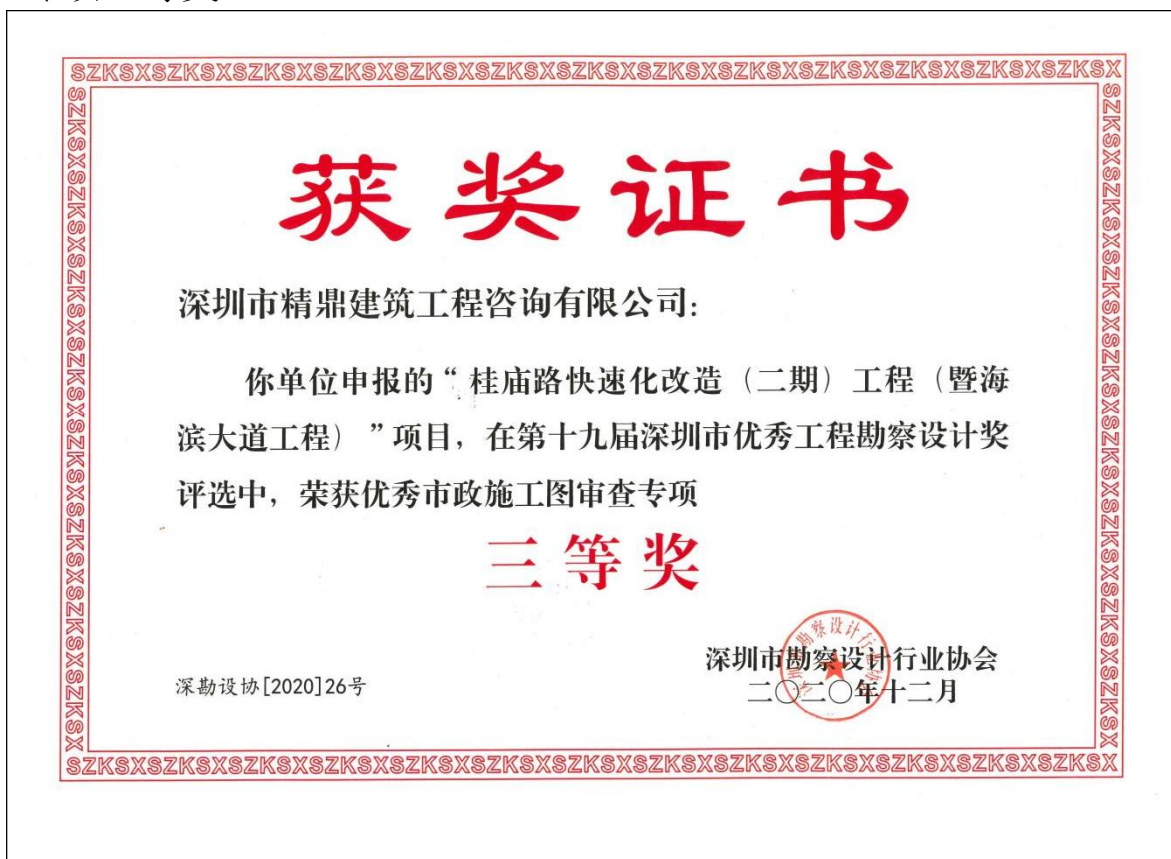 SZKSXSZKSXSZKSXSZKSXSZKSXSZKSXSZKSXSZKSXSZKSXSZKSXSZKSX
获奖证书
深圳市精鼎建筑工程咨询有限公司:
你单位申报的“桂庙路快速化改造（二期）工程（暨海
滨大道工程）”项目，在第十九届深圳市优秀工程勘察设计奖
评选中，荣获优秀市政施工图审查专项
三等奖
深圳市勘察设计行业协会
二〇二〇年十二月
深勘设协[2020]26号
SZKSXSZKSXSZKSXSZKSXSZKSXSZKSXSZKSXSZKSXSZKSXSZKSXSZKSX